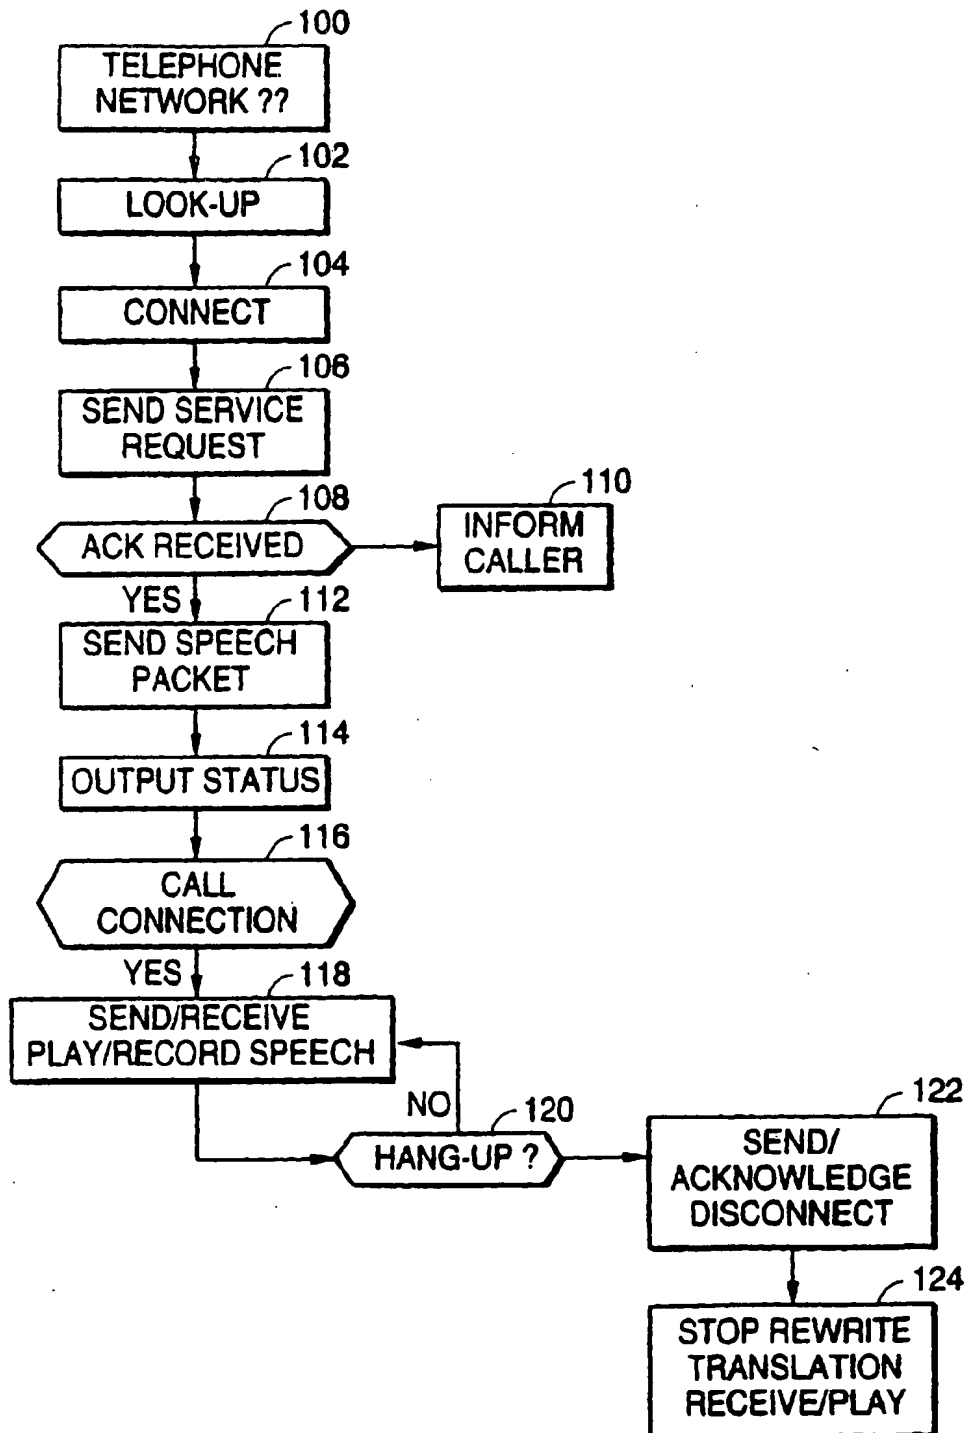 100
TELEPHONE
NETWORK ??
102
LOOK-UP
104
CONNECT
106
SEND SERVICE
REQUEST
108
ACK RECEIVED
110
INFORM
CALLER
YES
112
SEND SPEECH
PACKET
114
OUTPUT STATUS
116
CALL
CONNECTION
YES
118
SEND/RECEIVE
PLAY/RECORD SPEECH
NO
120
HANG-UP ?
122
SEND/
ACKNOWLEDGE
DISCONNECT
124
STOP REWRITE
TRANSLATION
RECEIVE/PLAY